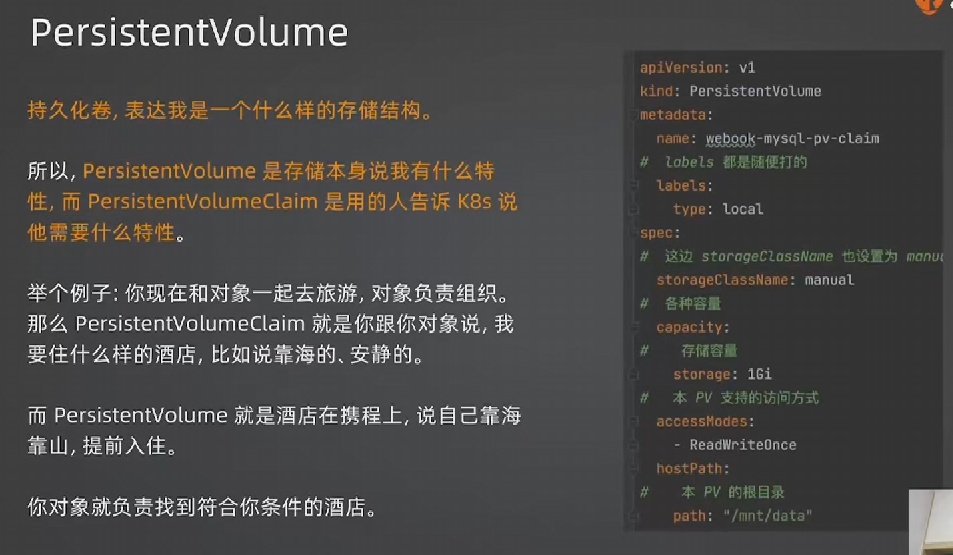 PersistentVolume
持久化卷, 表达我是一个什么样的存储结构。
所以, PersistentVolume 是存储本身说我有什么特
性, 而 PersistentVolumeClaim 是用的人告诉 K8s 说
他需要什么特性。
举个例子: 你现在和对象一起去旅游, 对象负责组织。
那么 PersistentVolumeClaim 就是你跟你对象说, 我
要住什么样的酒店, 比如说靠海的、安静的。
而 PersistentVolume 就是酒店在携程上, 说自己靠海
靠山, 提前入住。
你对象就负责找到符合你条件的酒店。
apiVersion: v1
kind: PersistentVolume
metadata:
name: webook-mysql-pv-claim
# labels 都是随便打的
labels:
type: local
spec:
# 这边 storageClassName 也设置为
storageClassName: manual
# 各种容量
capacity:
# 存储容量
storage: 1Gi
# 本 PV 支持的访问方式
accessModes:
- ReadWriteOnce
hostPath:
# 本 PV 的根目录
path: "/mnt/data"